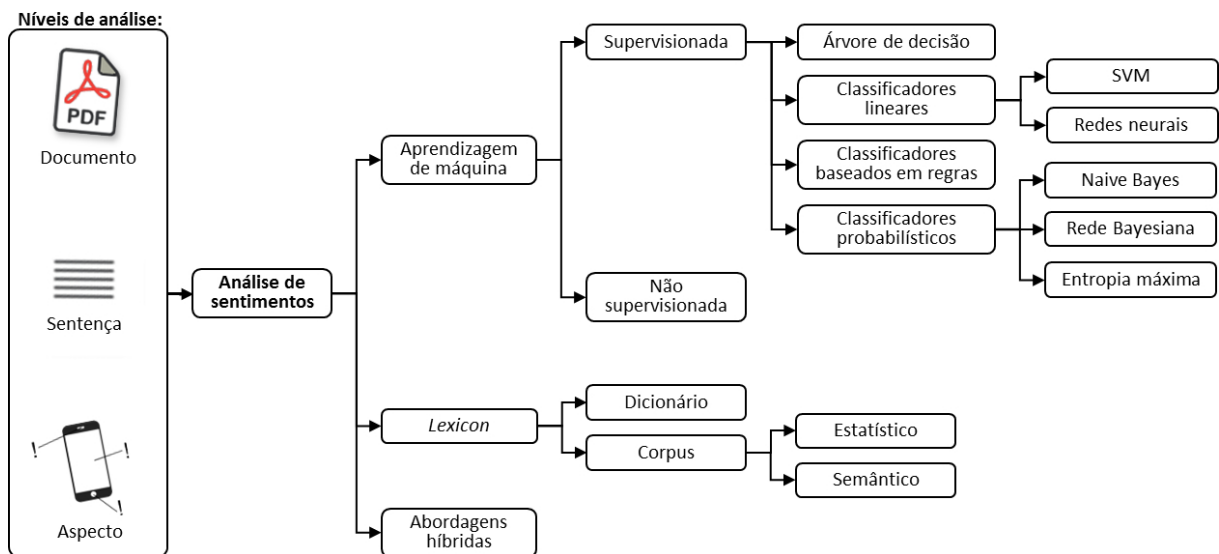 Níveis de análise:
PDF
Documento
Sentença
!
!
!
Aspecto
Análise de
sentimentos
Aprendizagem
de máquina
Lexicon
Abordagens
híbridas
Supervisionada
Não
supervisionada
Dicionário
Corpus
Árvore de decisão
Classificadores
lineares
Classificadores
baseados em regras
Classificadores
probabilísticos
Estatístico
Semântico
SVM
Redes neurais
Naive Bayes
Rede Bayesiana
Entropia máxima